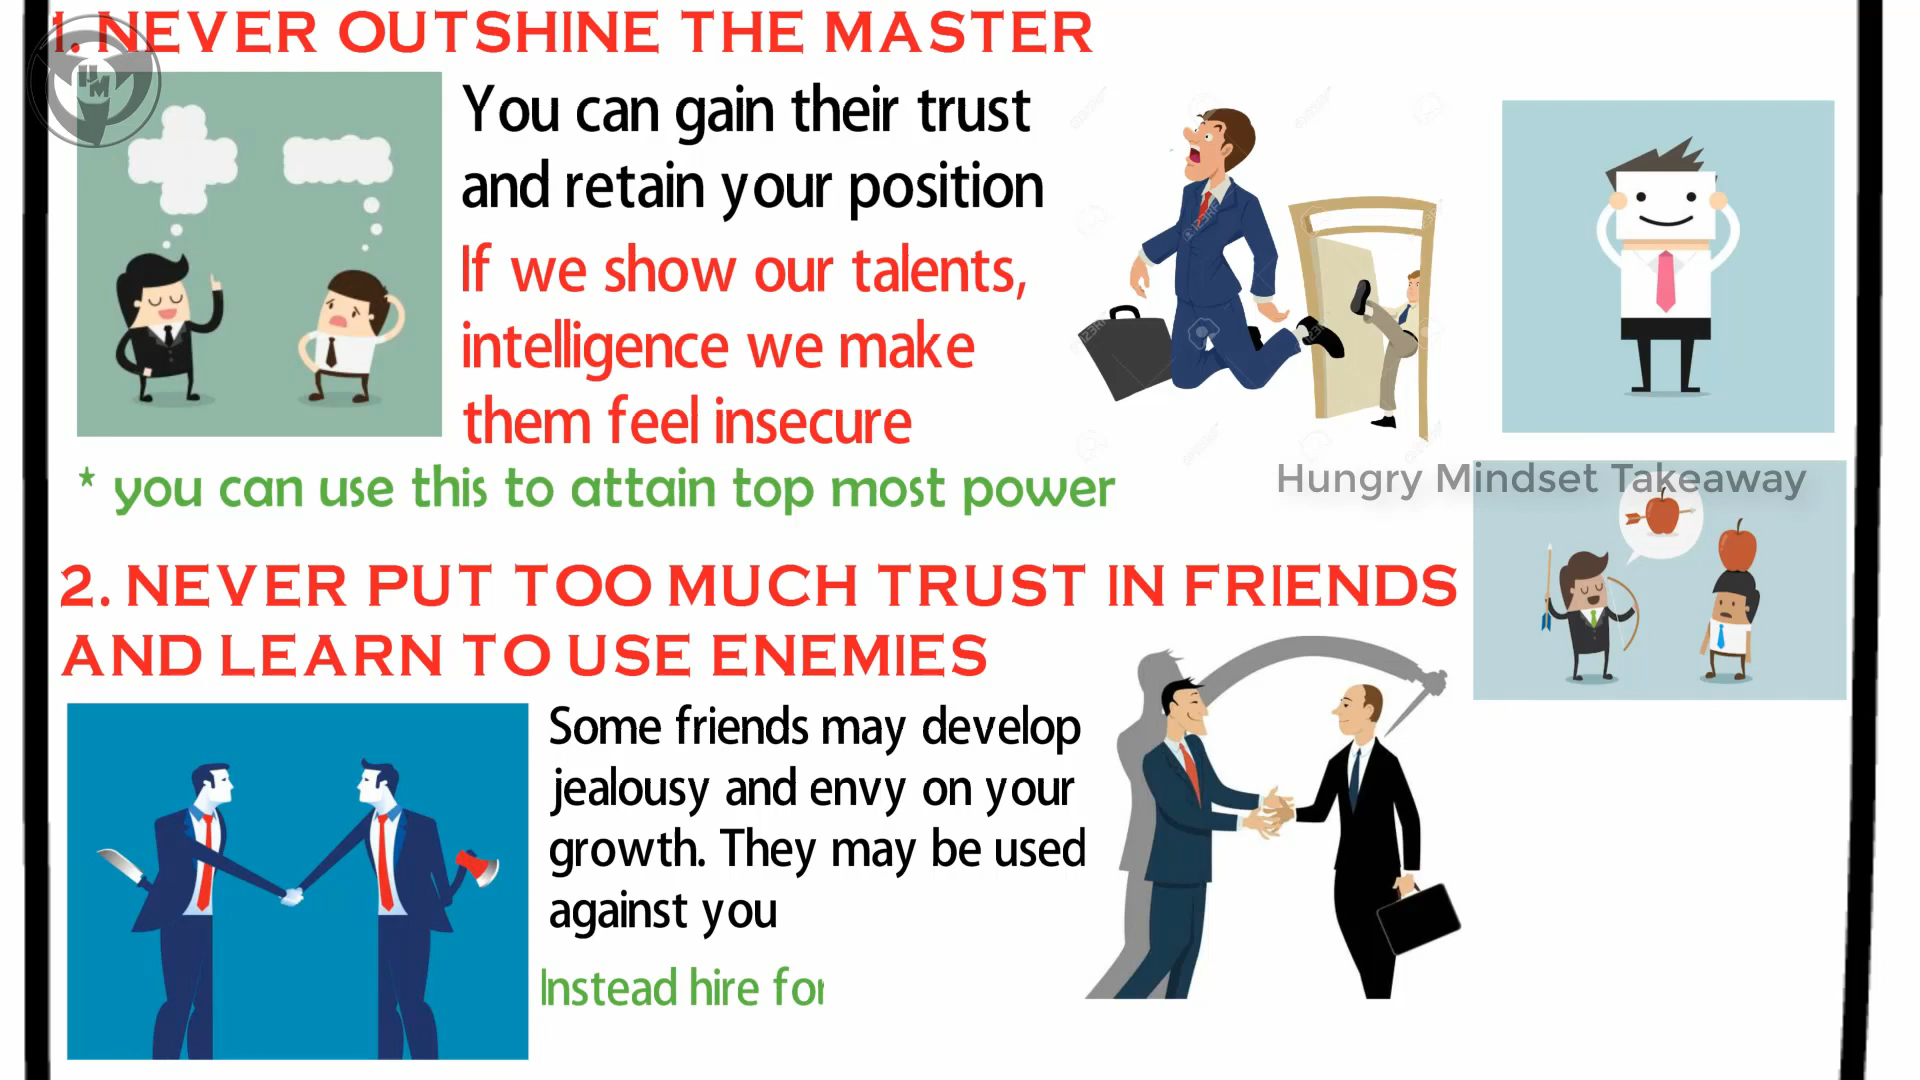 1. NEVER OUTSHINE THE MASTER
HM
You can gain their trust
and retain your position
If we show our talents,
intelligence we make
them feel insecure
* you can use this to attain top most power
Hungry Mindset Takeaway
2. NEVER PUT TOO MUCH TRUST IN FRIENDS
AND LEARN TO USE ENEMIES
Some friends may develop
jealousy and envy on your
growth. They may be used
against you
Instead hire for